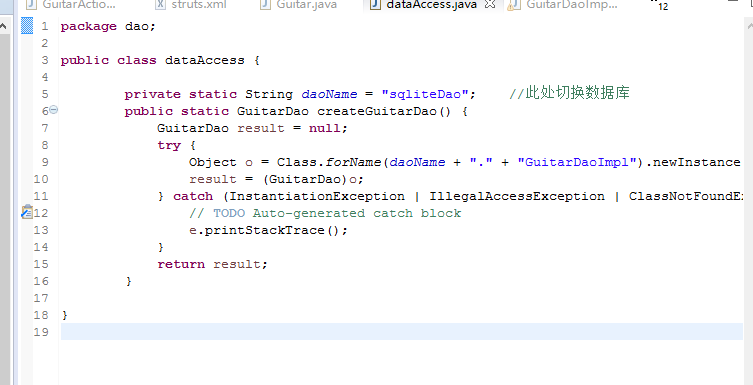 GuitarActio... struts.xml Guitar.java dataAccess.java GuitarDaoImp... 12
1 package dao;
2
3 public class dataAccess {
4
5 private static String daoName = "sqliteDao"; //此处切换数据库
6 public static GuitarDao createGuitarDao() {
7 GuitarDao result = null;
8 try {
9 Object o = Class.forName(daoName + "." + "GuitarDaoImpl").newInstance
10 result = (GuitarDao)o;
11 } catch (InstantiationException | IllegalAccessException | ClassNotFoundEx
12 // TODO Auto-generated catch block
13 e.printStackTrace();
14 }
15 return result;
16 }
17
18 }
19